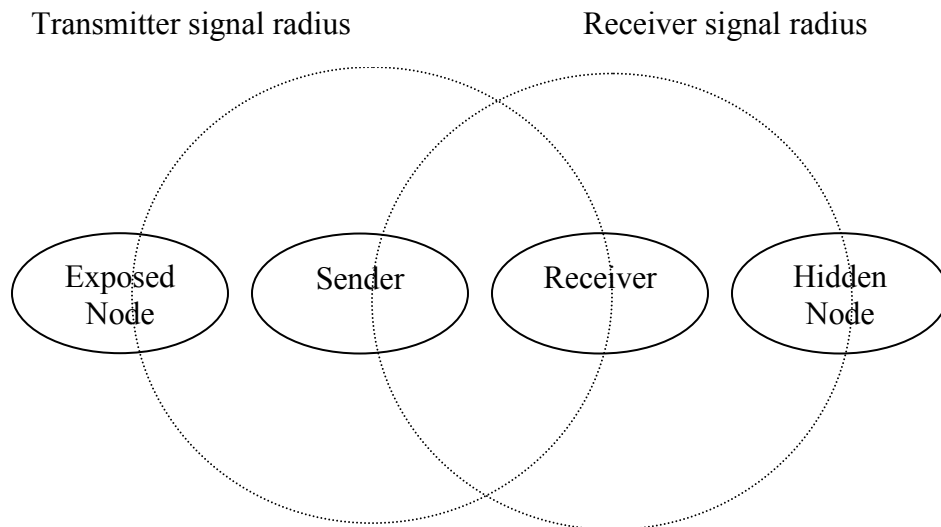 Transmitter signal radius
Receiver signal radius
Exposed
Node
Sender
Receiver
Hidden
Node